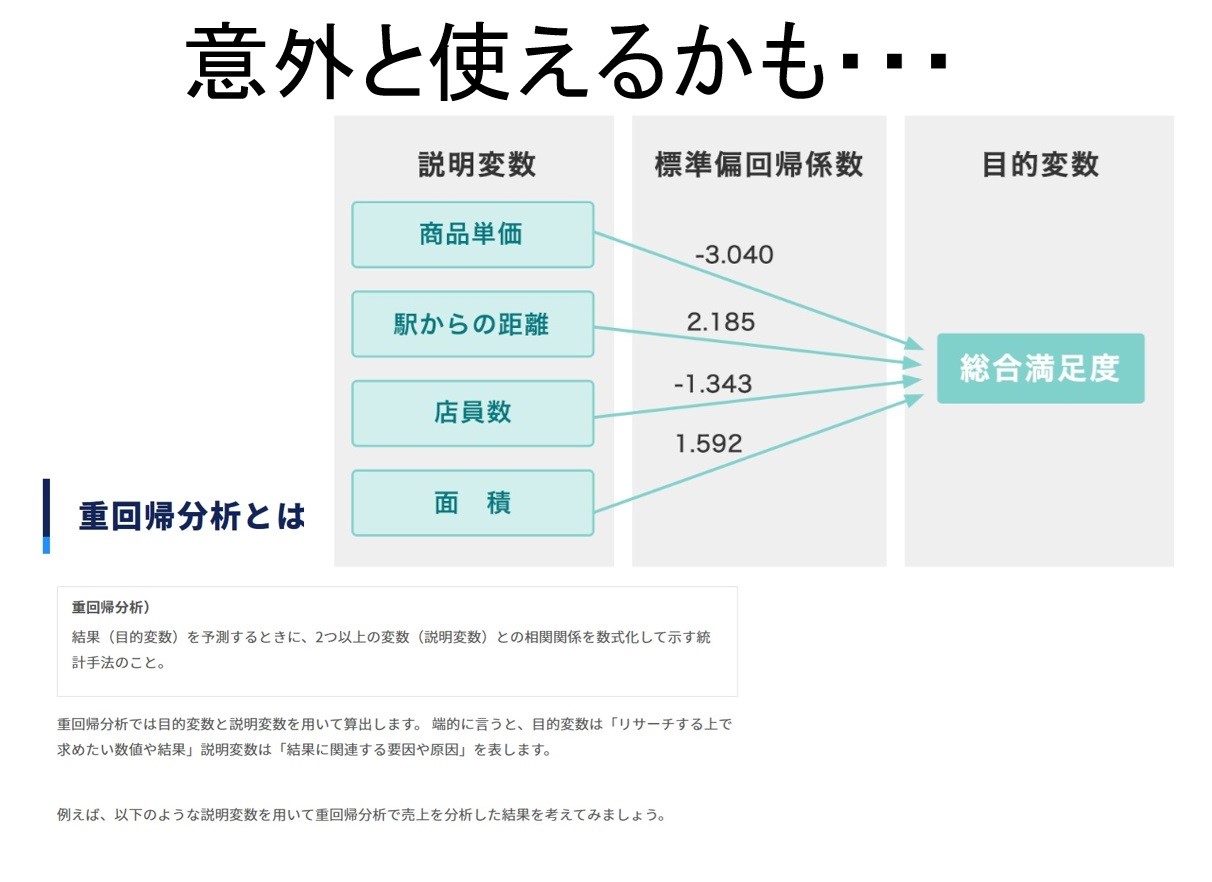 意外と使えるかも・・・
説明変数
標準偏回帰係数
目的変数
商品単価
-3.040
駅からの距離
2.185
総合満足度
店員数
-1.343
1.592
面　積
重回帰分析とは
重回帰分析）
結果（目的変数）を予測するときに、2つ以上の変数（説明変数）との相関関係を数式化して示す統
計手法のこと。
重回帰分析では目的変数と説明変数を用いて算出します。 端的に言うと、目的変数は「リサーチする上で
求めたい数値や結果」説明変数は「結果に関連する要因や原因」を表します。
例えば、以下のような説明変数を用いて重回帰分析で売上を分析した結果を考えてみましょう。